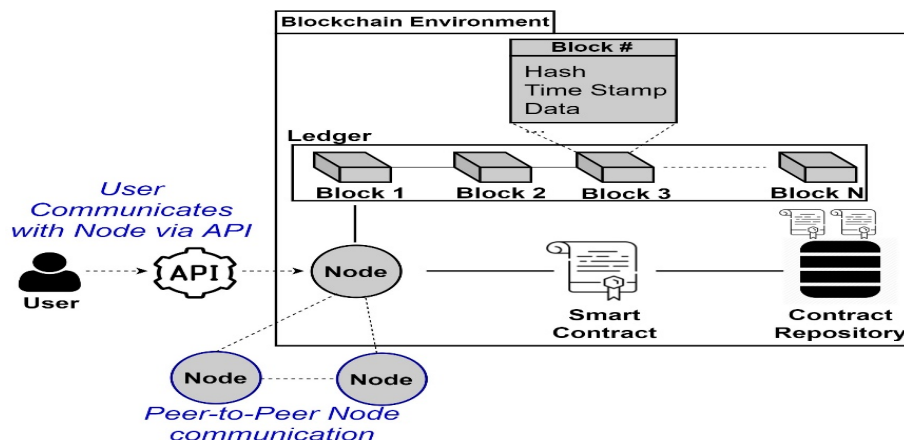 Blockchain Environment
Block #
Hash
Time Stamp
Data
....
Ledger
Block 1
Block 2
Block 3
Block N
User
Communicates
with Node via API
User
API
Node
Smart
Contract
Contract
Repository
Node
Node
Peer-to-Peer Node
communication